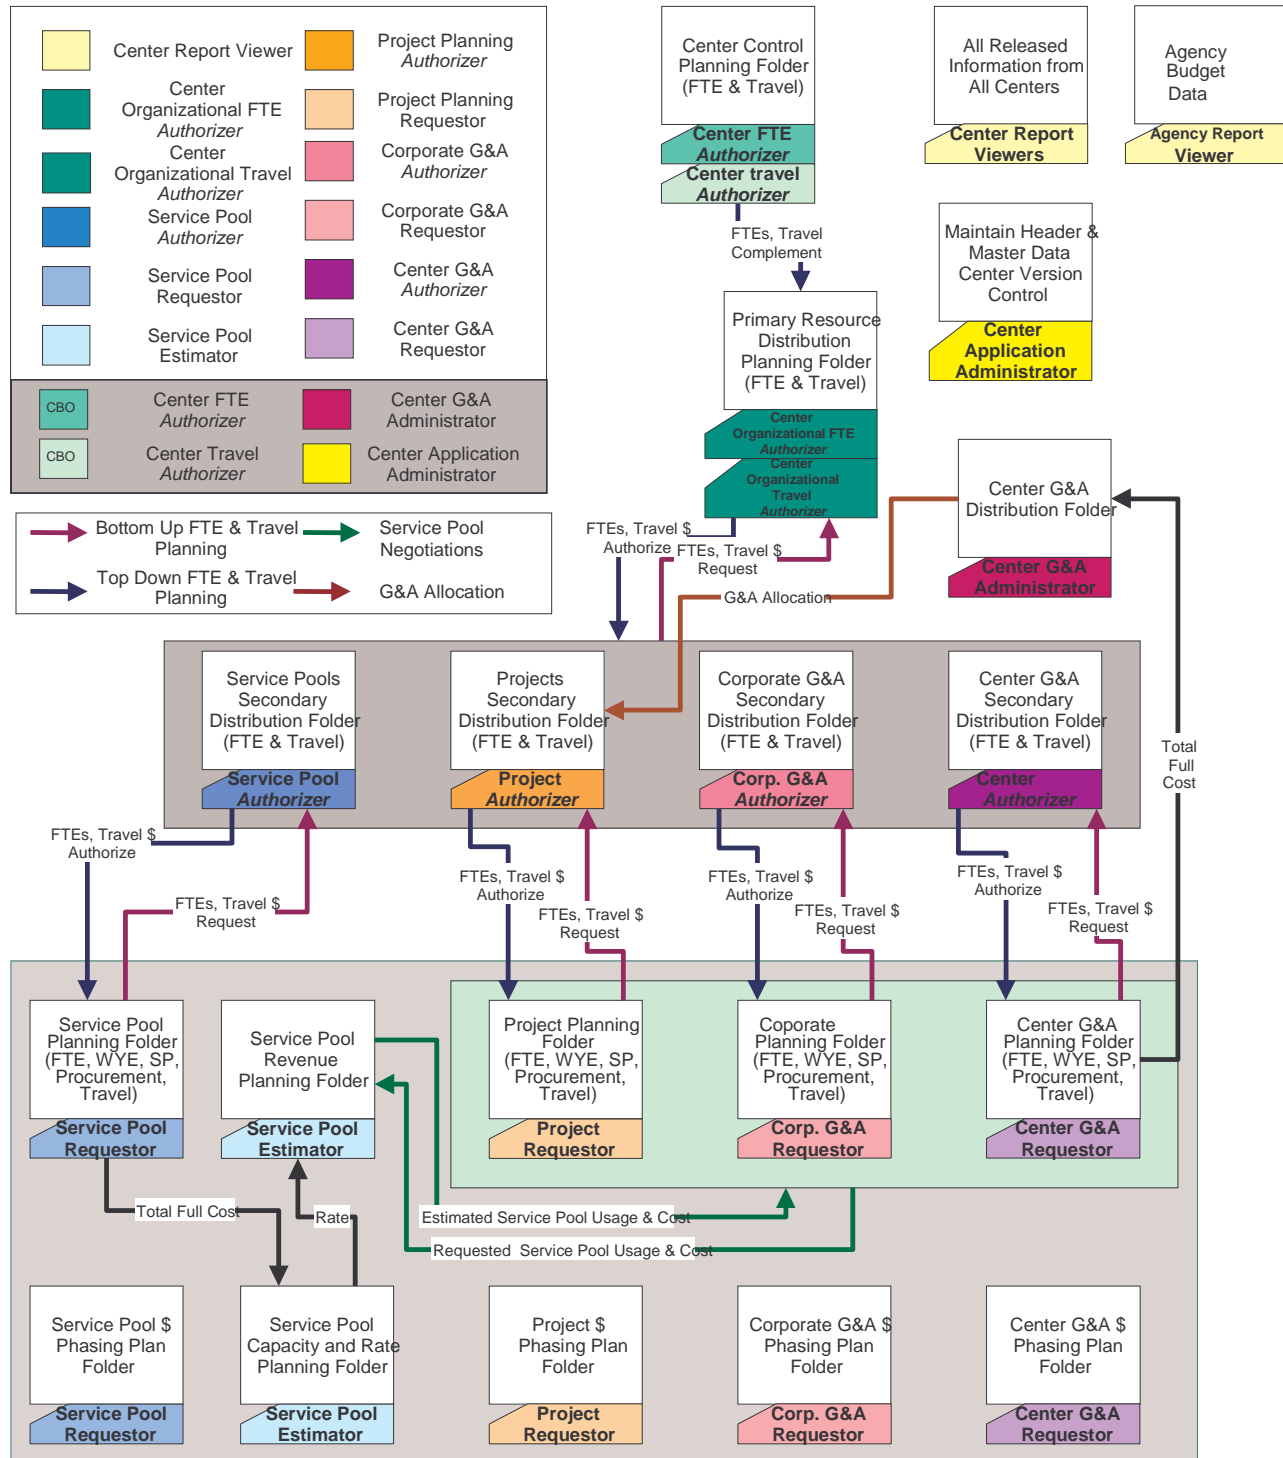 Center Report Viewer
Center
Organizational FTE
Authorizer
Center
Organizational Travel
Authorizer
Service Pool
Authorizer
Service Pool
Requestor
Service Pool
Estimator
Project Planning
Authorizer
Project Planning
Requestor
Corporate G&A
Authorizer
Corporate G&A
Requestor
Center G&A
Authorizer
Center G&A
Requestor
CBO
Center FTE
Authorizer
CBO
Center Travel
Authorizer
Center G&A
Administrator
Center Application
Administrator
Bottom Up FTE & Travel
Planning
Service Pool
Negotiations
Top Down FTE & Travel
Planning
G&A Allocation
Center Control
Planning Folder
(FTE & Travel)
Center FTE
Authorizer
Center travel
Authorizer
All Released
Information from
All Centers
Center Report
Viewers
Agency
Budget
Data
Agency Report
Viewer
FTEs, Travel
Complement
Maintain Header &
Master Data
Center Version
Control
Center
Application
Administrator
Primary Resource
Distribution
Planning Folder
(FTE & Travel)
Center
Organizational FTE
Authorizer
Center
Organizational
Travel
Authorizer
Center G&A
Distribution Folder
Center G&A
Administrator
FTEs, Travel $
Authorize
FTEs, Travel $
Request
G&A Allocation
Service Pools
Secondary
Distribution Folder
(FTE & Travel)
Service Pool
Authorizer
Projects
Secondary
Distribution Folder
(FTE & Travel)
Project
Authorizer
Corporate G&A
Secondary
Distribution Folder
(FTE & Travel)
Corp. G&A
Authorizer
Center G&A
Secondary
Distribution Folder
(FTE & Travel)
Center
Authorizer
Total
Full
Cost
FTEs, Travel $
Authorize
FTEs, Travel $
Request
FTEs, Travel $
Authorize
FTEs, Travel $
Request
FTEs, Travel $
Authorize
FTEs, Travel $
Request
FTEs, Travel $
Authorize
FTEs, Travel $
Request
Service Pool
Planning Folder
(FTE, WYE, SP,
Procurement,
Travel)
Service Pool
Requestor
Service Pool
Revenue
Planning Folder
Service Pool
Estimator
Project Planning
Folder
(FTE, WYE, SP,
Procurement,
Travel)
Project
Requestor
Coporate
Planning Folder
(FTE, WYE, SP,
Procurement,
Travel)
Corp. G&A
Requestor
Center G&A
Planning Folder
(FTE, WYE, SP,
Procurement,
Travel)
Center G&A
Requestor
Total Full Cost
Rate
Estimated Service Pool Usage & Cost
Requested Service Pool Usage & Cost
Service Pool $
Phasing Plan
Folder
Service Pool
Requestor
Service Pool
Capacity and Rate
Planning Folder
Service Pool
Estimator
Project $
Phasing Plan
Folder
Project
Requestor
Corporate G&A $
Phasing Plan
Folder
Corp. G&A
Requestor
Center G&A $
Phasing Plan
Folder
Center G&A
Requestor